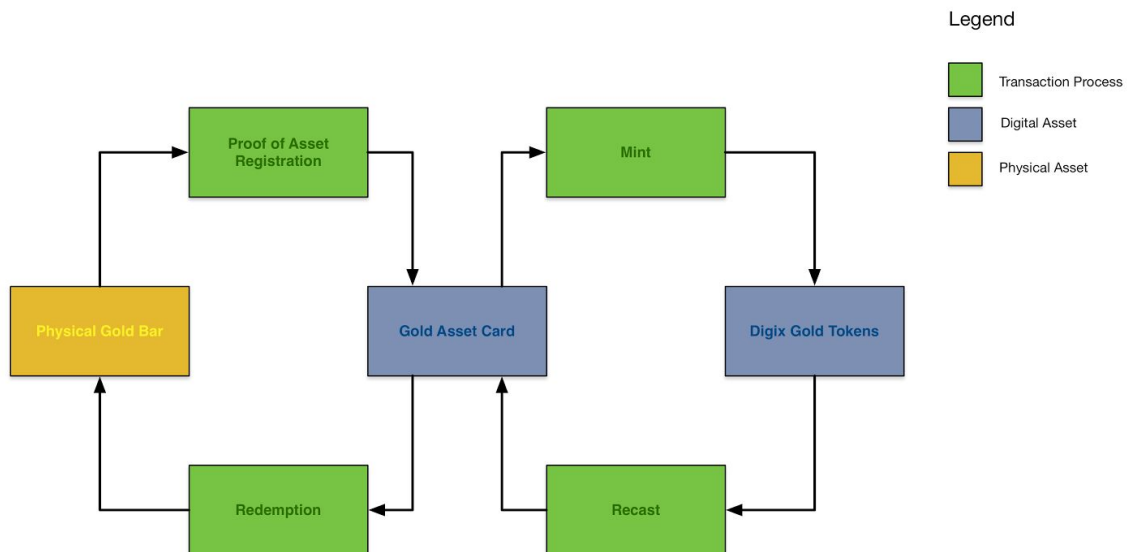 Legend
Transaction Process
Digital Asset
Physical Asset
Proof of Asset
Registration
Mint
Physical Gold Bar
Gold Asset Card
Digix Gold Tokens
Redemption
Recast